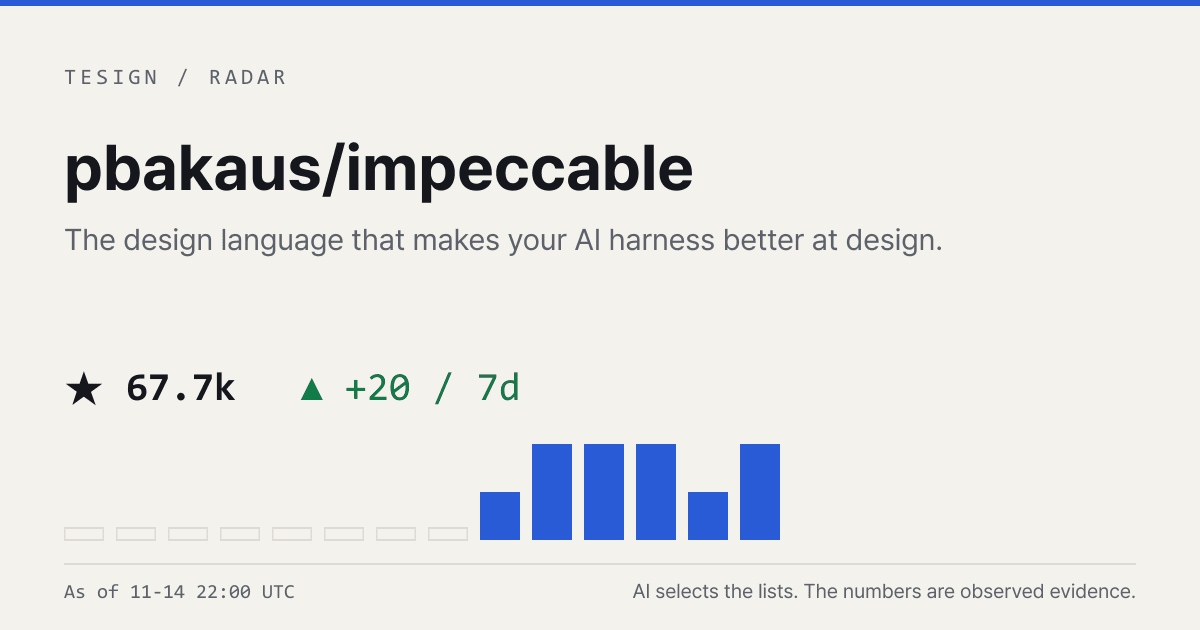 TESIGN / RADAR
pbakaus/impeccable
The design language that makes your AI harness better at design.
★ 67.7k ▲ +20 / 7d
As of 11-14 22:00 UTC
AI selects the lists. The numbers are observed evidence.